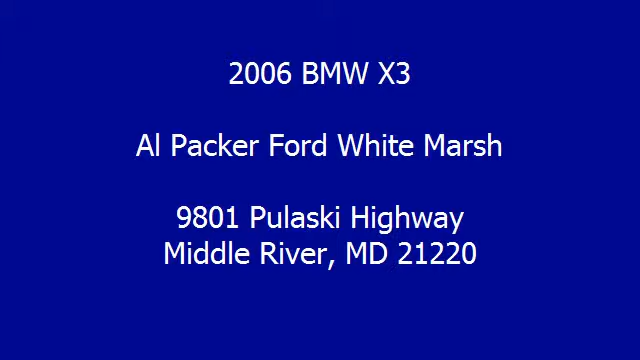 2006 BMW X3
Al Packer Ford White Marsh
9801 Pulaski Highway
Middle River, MD 21220